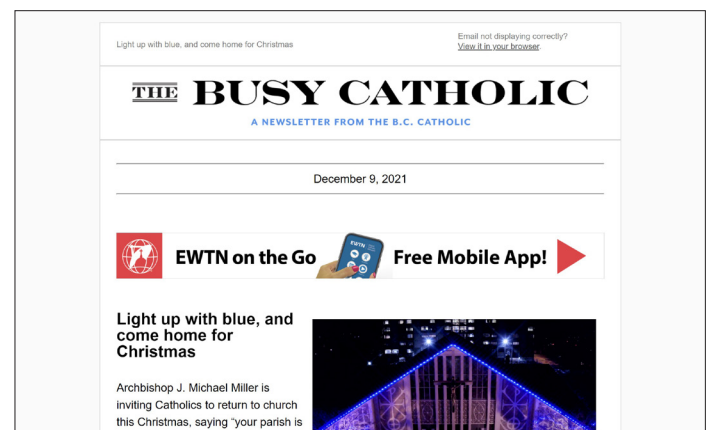 Light up with blue, and come home for Christmas
Email not displaying correctly?
View it in your browser.
THE BUSY CATHOLIC
A NEWSLETTER FROM THE B.C. CATHOLIC
December 9, 2021
EWTN on the Go
EWTN
Free Mobile App!
Light up with blue, and
come home for
Christmas
Archbishop J. Michael Miller is
inviting Catholics to return to church
this Christmas, saying “your parish is